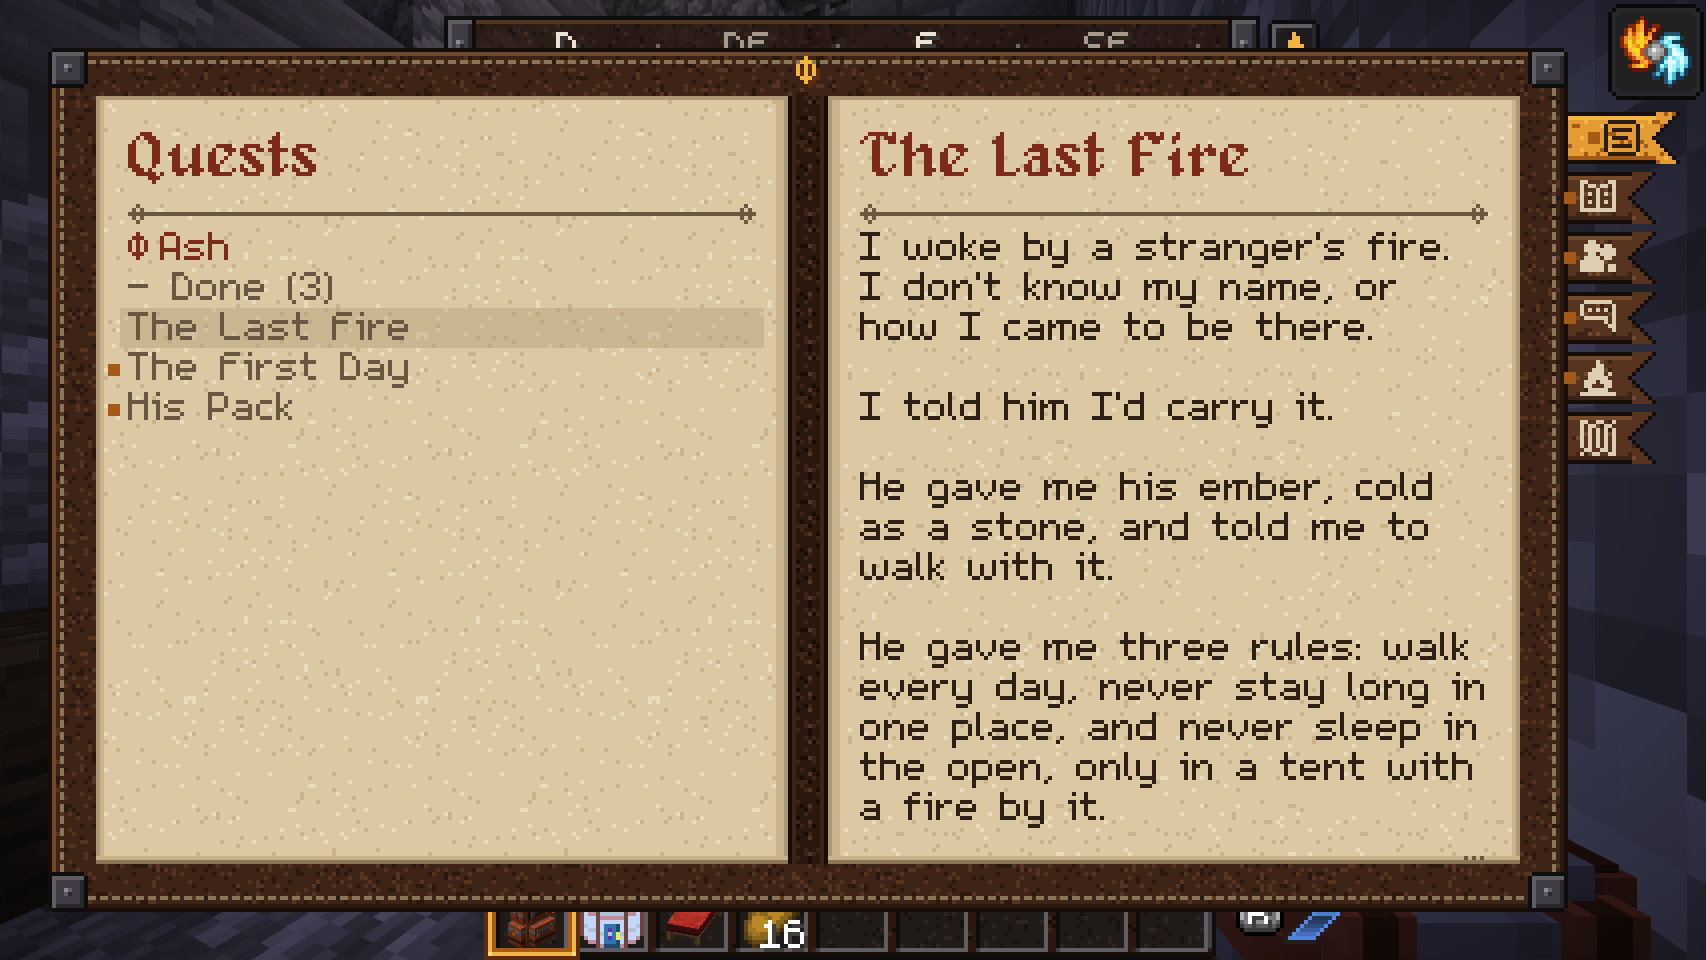 Quests
Ash
– Done (3)
The Last Fire
The First Day
His Pack
The Last Fire
I woke by a stranger's fire.
I don't know my name, or
how I came to be there.
I told him I'd carry it.
He gave me his ember, cold
as a stone, and told me to
walk with it.
He gave me three rules: walk
every day, never stay long in
one place, and never sleep in
the open, only in a tent with
a fire by it.
...
16